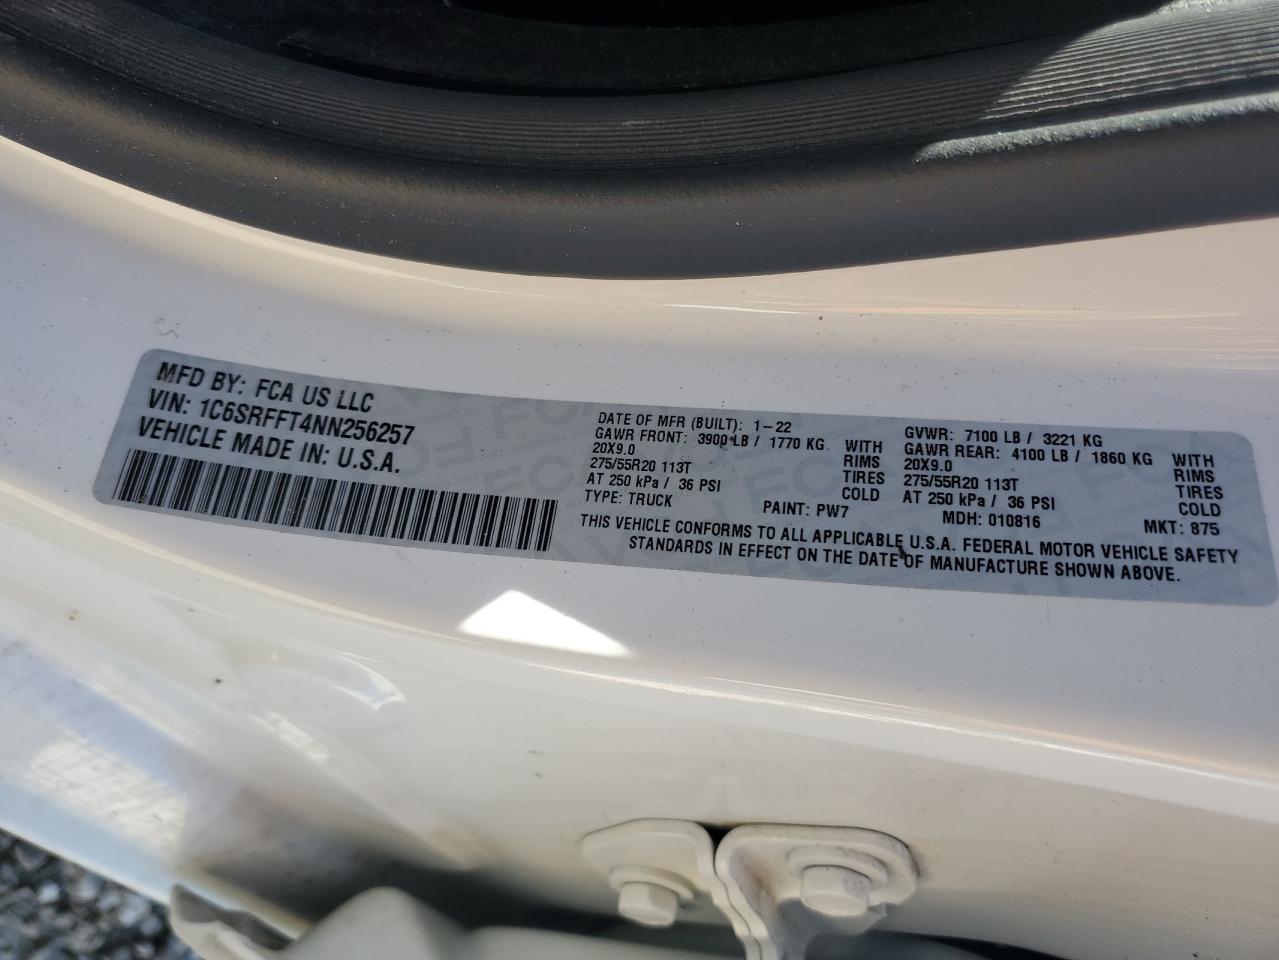 MFD BY: FCA US LLC
VIN: 1C6SRFFT4NN256257
VEHICLE MADE IN: U.S.A.
DATE OF MFR (BUILT): 1-22
GAWR FRONT: 3900 LB / 1770 KG WITH
20X9.0 RIMS
275/55R20 113T TIRES
AT 250 kPa / 36 PSI COLD
TYPE: TRUCK PAINT: PW7
GVWR: 7100 LB / 3221 KG
GAWR REAR: 4100 LB / 1860 KG WITH
20X9.0 RIMS
275/55R20 113T TIRES
AT 250 kPa / 36 PSI COLD
MDH: 010816 MKT: 875
THIS VEHICLE CONFORMS TO ALL APPLICABLE U.S.A. FEDERAL MOTOR VEHICLE SAFETY
STANDARDS IN EFFECT ON THE DATE OF MANUFACTURE SHOWN ABOVE.